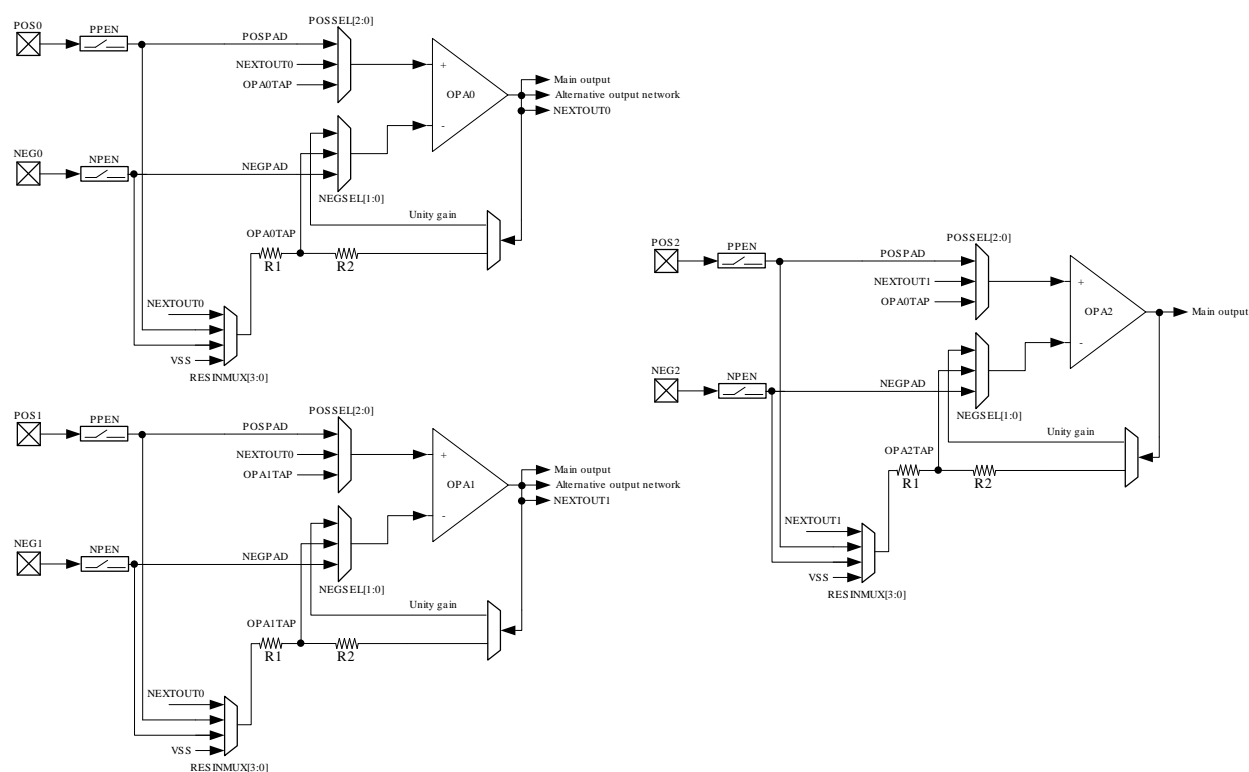 POS0
PPEN
POSSEL[2:0]
POSPAD
NEXTOUT0
OPA0TAP
+
OPA0
-
Main output
Alternative output network
NEXTOUT0
NEG0
NPEN
NEGPAD
NEGSEL[1:0]
Unity gain
OPA0TAP
R1
R2
NEXTOUT0
VSS
RESINMUX[3:0]
POS1
PPEN
POSSEL[2:0]
POSPAD
NEXTOUT0
OPA1TAP
+
OPA1
-
Main output
Alternative output network
NEXTOUT1
NEG1
NPEN
NEGPAD
NEGSEL[1:0]
Unity gain
OPA1TAP
R1
R2
NEXTOUT0
VSS
RESINMUX[3:0]
POS2
PPEN
POSSEL[2:0]
POSPAD
NEXTOUT1
OPA0TAP
+
OPA2
-
Main output
NEG2
NPEN
NEGPAD
NEGSEL[1:0]
Unity gain
OPA2TAP
R1
R2
NEXTOUT1
VSS
RESINMUX[3:0]